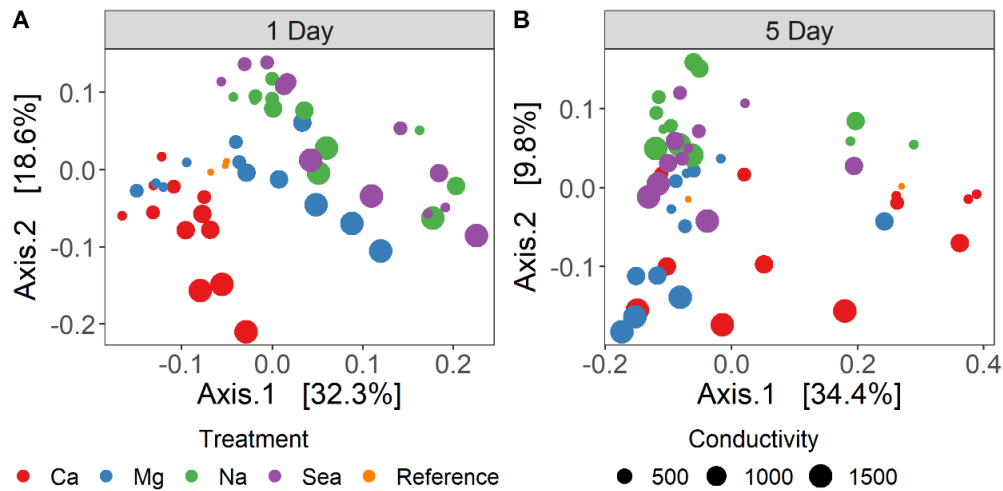 A
1 Day
Axis.2 [18.6%]
0.1
0.0
-0.1
-0.2
-0.1 0.0 0.1 0.2
Axis.1 [32.3%]
B
5 Day
Axis.2 [9.8%]
0.1
0.0
-0.1
-0.2 0.0 0.2 0.4
Axis.1 [34.4%]
Treatment
Ca Mg Na Sea Reference
Conductivity
500 1000 1500